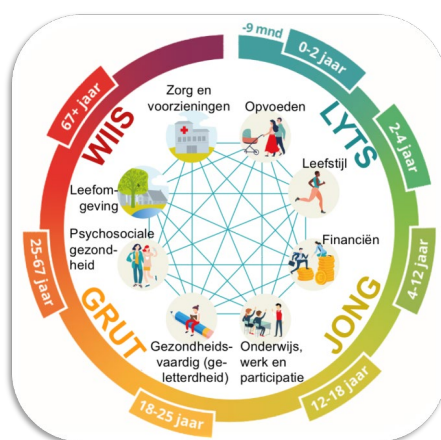 -9 mnd
0-2 jaar
2-4 jaar
4-12 jaar
12-18 jaar
18-25 jaar
25-67 jaar
67+ jaar
WIIS
LYTS
JONG
GRUT
Zorg en
voorzieningen
Opvoeden
Leefstijl
Financiën
Onderwijs,
werk en
participatie
Gezondheids-
vaardig (ge-
letterdheid)
Psychosociale
gezond-
heid
Leefom-
geving